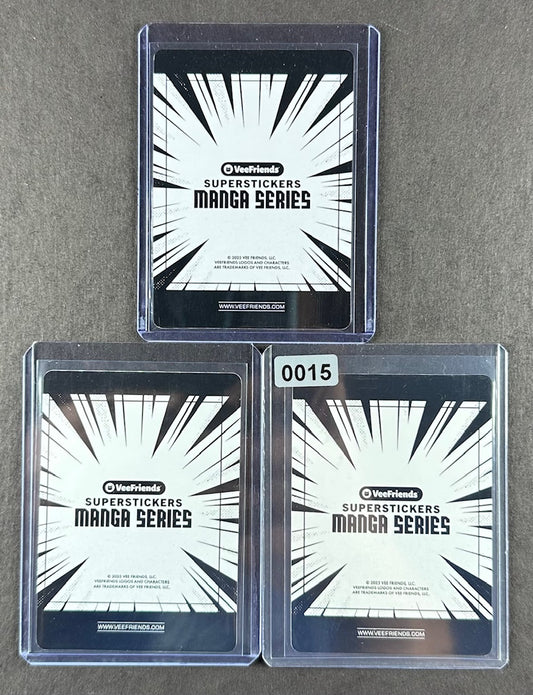 VeeFriends
SUPERSTICKERS
MANGA SERIES
© 2023 VEE FRIENDS, LLC.
VEEFRIENDS LOGOS AND CHARACTERS
ARE TRADEMARKS OF VEE FRIENDS, LLC.
WWW.VEEFRIENDS.COM
VeeFriends
SUPERSTICKERS
MANGA SERIES
© 2023 VEE FRIENDS, LLC.
VEEFRIENDS LOGOS AND CHARACTERS
ARE TRADEMARKS OF VEE FRIENDS, LLC.
WWW.VEEFRIENDS.COM
0015
VeeFriends
SUPERSTICKERS
MANGA SERIES
© 2023 VEE FRIENDS, LLC.
VEEFRIENDS LOGOS AND CHARACTERS
ARE TRADEMARKS OF VEE FRIENDS, LLC.
WWW.VEEFRIENDS.COM